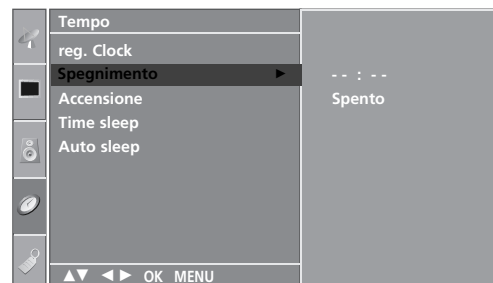 Tempo
reg. Clock
Spegnimento ►
- - : - -
Accensione
Spento
Time sleep
Auto sleep
▲▼ ◄► OK MENU